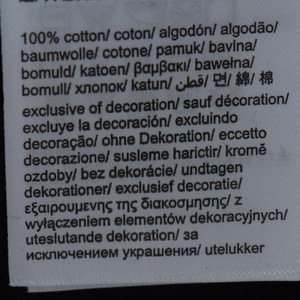 100% cotton/ coton/ algodón/ algodão/
baumwolle/ cotone/ pamuk/ bavlna/
bomuld/ katoen/ βαμβακι/ bawełna/
bomull/ хлопок/ katun/ قطن/ 면/ 綿/ 棉
exclusive of decoration/ sauf décoration/
excluye la decoración/ excluindo
decoração/ ohne Dekoration/ eccetto
decorazione/ susleme harictir/ kromě
ozdoby/ bez dekorácie/ undtagen
dekorationer/ exclusief decoratie/
εξαιρουμενης της διακοσμησης/ z
wyłączeniem elementów dekoracyjnych/
uteslutande dekoration/ за
исключением украшения/ utelukker